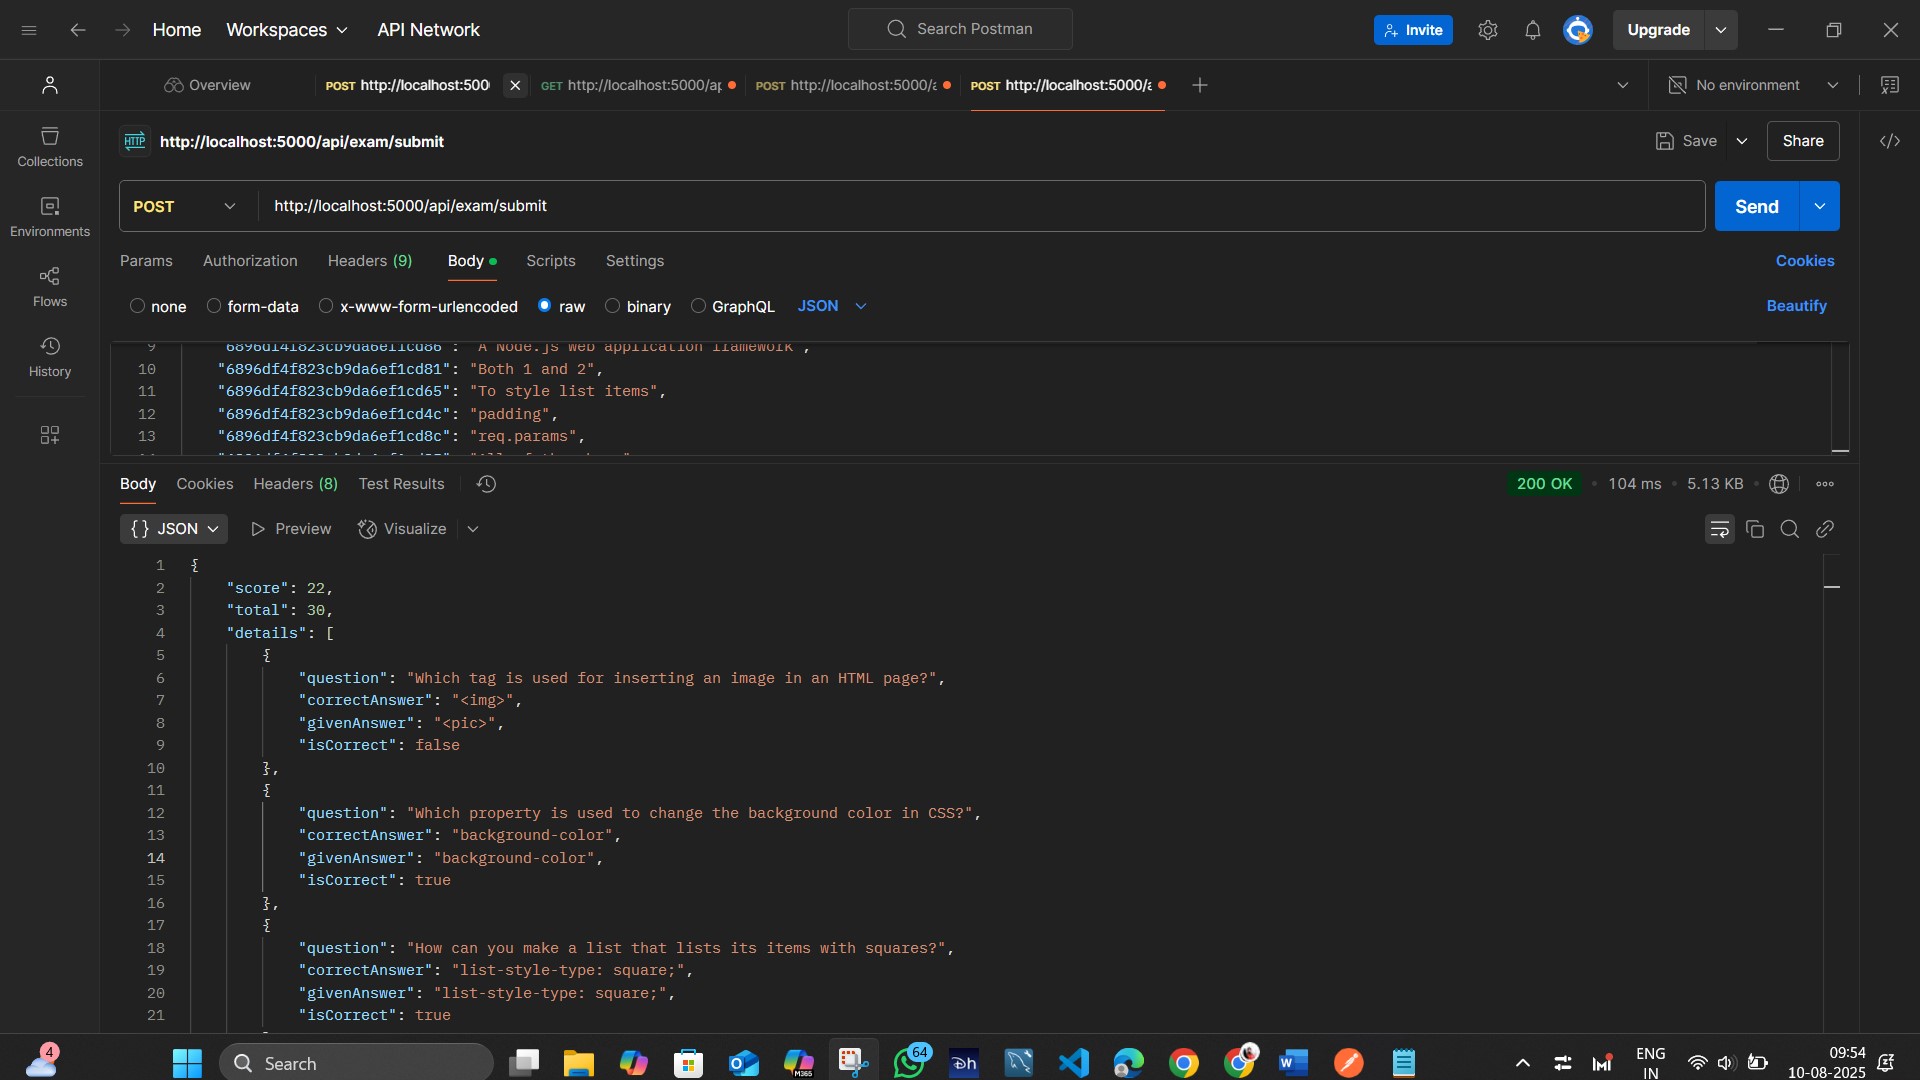 Home Workspaces API Network Search Postman Invite Upgrade
Overview POST http://localhost:500 GET http://localhost:5000/ap POST http://localhost:5000/a POST http://localhost:5000/a No environment
HTTP http://localhost:5000/api/exam/submit Save Share
Collections
POST http://localhost:5000/api/exam/submit Send
Environments
Params Authorization Headers (9) Body Scripts Settings Cookies
Flows
none form-data x-www-form-urlencoded raw binary GraphQL JSON Beautify
History
9 "6896df4f823cb9da6ef1cd86": "A Node.js web application framework",
10 "6896df4f823cb9da6ef1cd81": "Both 1 and 2",
11 "6896df4f823cb9da6ef1cd65": "To style list items",
12 "6896df4f823cb9da6ef1cd4c": "padding",
13 "6896df4f823cb9da6ef1cd8c": "req.params",
Body Cookies Headers (8) Test Results 200 OK • 104 ms • 5.13 KB •
{} JSON Preview Visualize
1 {
2 "score": 22,
3 "total": 30,
4 "details": [
5 {
6 "question": "Which tag is used for inserting an image in an HTML page?",
7 "correctAnswer": "<img>",
8 "givenAnswer": "<pic>",
9 "isCorrect": false
10 },
11 {
12 "question": "Which property is used to change the background color in CSS?",
13 "correctAnswer": "background-color",
14 "givenAnswer": "background-color",
15 "isCorrect": true
16 },
17 {
18 "question": "How can you make a list that lists its items with squares?",
19 "correctAnswer": "list-style-type: square;",
20 "givenAnswer": "list-style-type: square;",
21 "isCorrect": true
4 Search M365 64 Dh W ENG 09:54
IN 10-08-2025